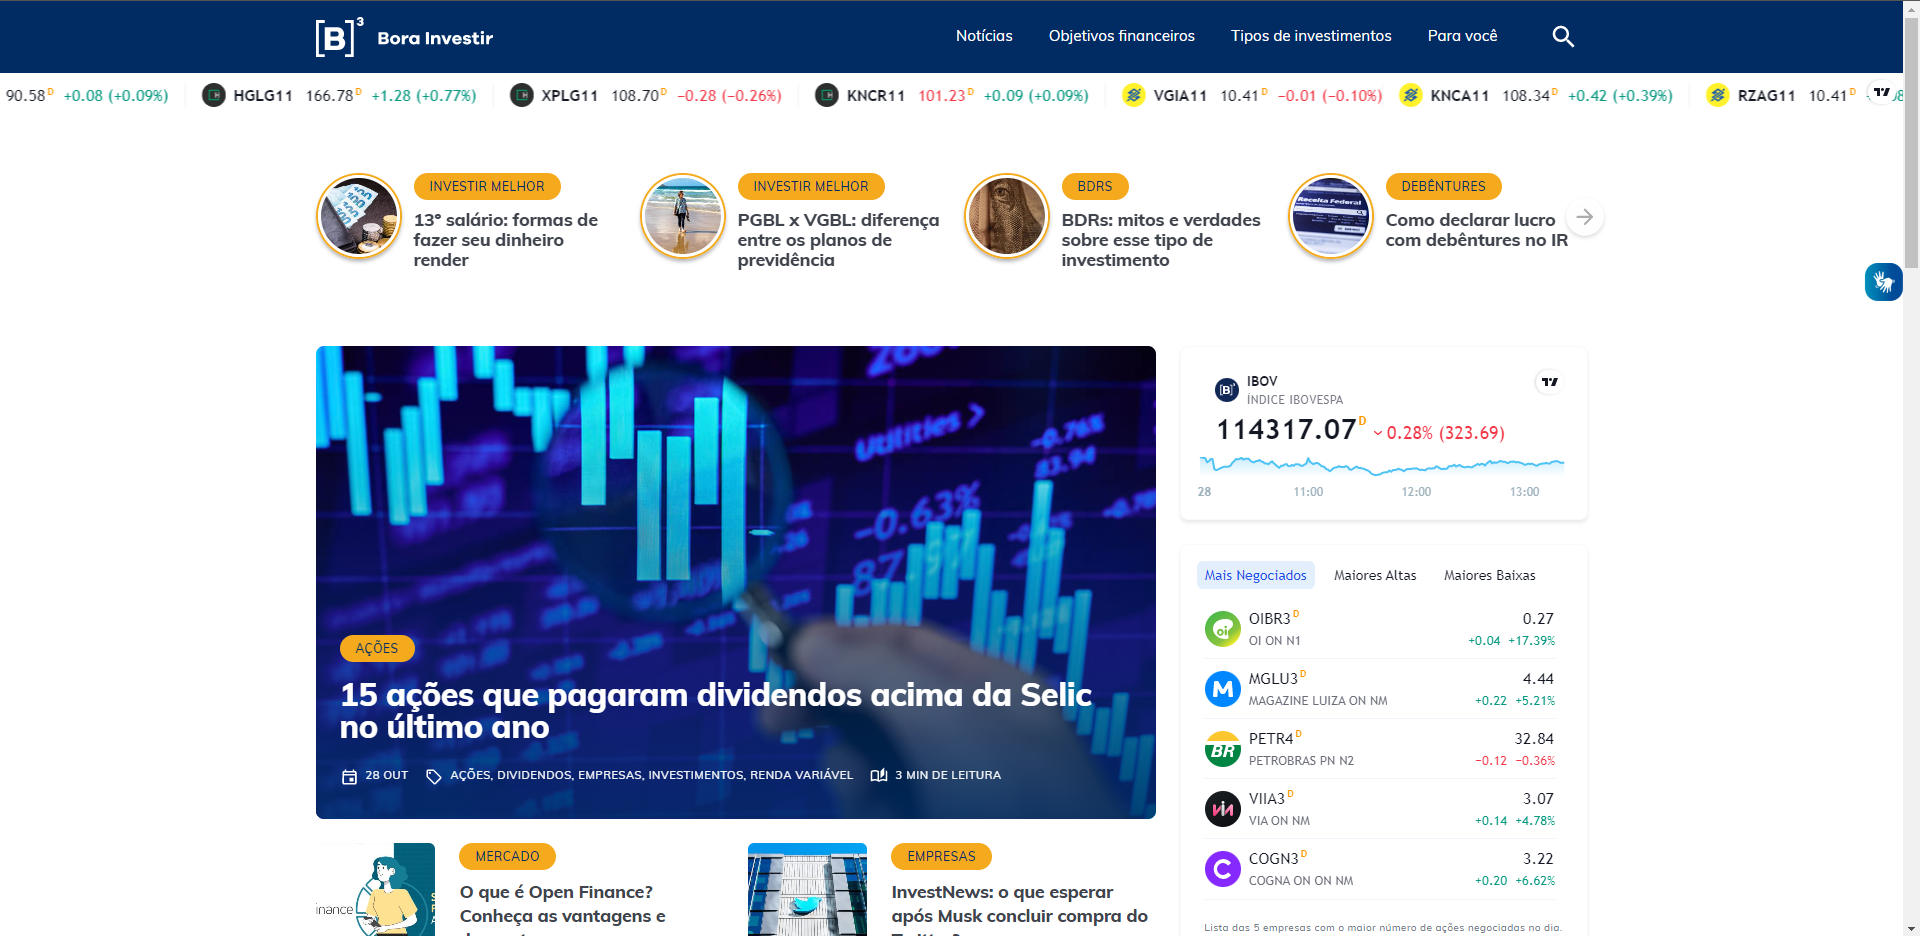 [B]³ Bora Investir
Notícias Objetivos financeiros Tipos de investimentos Para você
90.58 D +0.08 (+0.09%) HGLG11 166.78 D +1.28 (+0.77%) XPLG11 108.70 D −0.28 (−0.26%) KNCR11 101.23 D +0.09 (+0.09%) VGIA11 10.41 D −0.01 (−0.10%) KNCA11 108.34 D +0.42 (+0.39%) RZAG11 10.41 D
INVESTIR MELHOR
13º salário: formas de
fazer seu dinheiro
render
INVESTIR MELHOR
PGBL x VGBL: diferença
entre os planos de
previdência
BDRS
BDRs: mitos e verdades
sobre esse tipo de
investimento
Receita Federal
DEBÊNTURES
Como declarar lucro
com debêntures no IR
utilities >
-0.76%
83.94
-0.63%
AÇÕES
15 ações que pagaram dividendos acima da Selic
no último ano
28 OUT AÇÕES, DIVIDENDOS, EMPRESAS, INVESTIMENTOS, RENDA VARIÁVEL 3 MIN DE LEITURA
IBOV
ÍNDICE IBOVESPA
114317.07 D 0.28% (323.69)
28 11:00 12:00 13:00
Mais Negociados Maiores Altas Maiores Baixas
OIBR3 D 0.27
OI ON N1 +0.04 +17.39%
MGLU3 D 4.44
MAGAZINE LUIZA ON NM +0.22 +5.21%
PETR4 D 32.84
PETROBRAS PN N2 −0.12 −0.36%
VIIA3 D 3.07
VIA ON NM +0.14 +4.78%
COGN3 D 3.22
COGNA ON ON NM +0.20 +6.62%
Lista das 5 empresas com o maior número de ações negociadas no dia.
inance
MERCADO
O que é Open Finance?
Conheça as vantagens e
EMPRESAS
InvestNews: o que esperar
após Musk concluir compra do